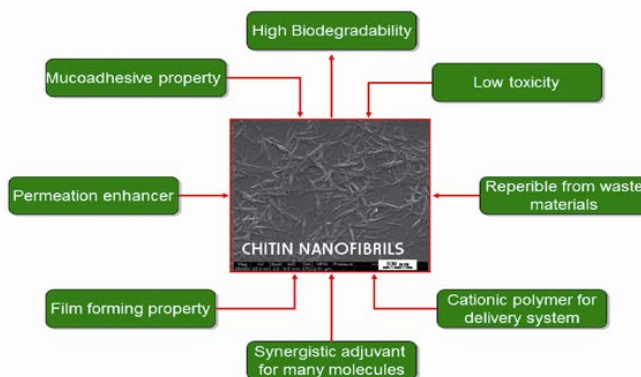 High Biodegradability
Mucoadhesive property
Low toxicity
Permeation enhancer
Reperible from waste
materials
CHITIN NANOFIBRILS
Film forming property
Cationic polymer for
delivery system
Synergistic adjuvant
for many molecules